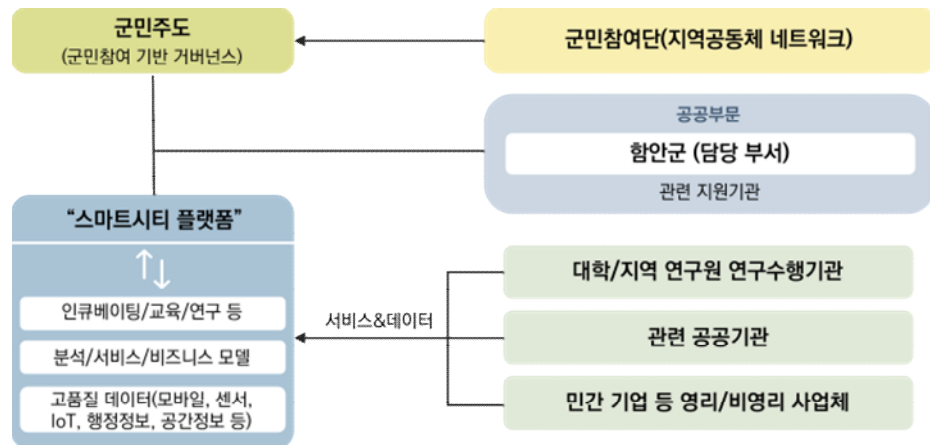 군민주도
(군민참여 기반 거버넌스)
군민참여단(지역공동체 네트워크)
공공부문
함안군 (담당 부서)
관련 지원기관
“스마트시티 플랫폼”
인큐베이팅/교육/연구 등
분석/서비스/비즈니스 모델
고품질 데이터(모바일, 센서,
IoT, 행정정보, 공간정보 등)
서비스&데이터
대학/지역 연구원 연구수행기관
관련 공공기관
민간 기업 등 영리/비영리 사업체